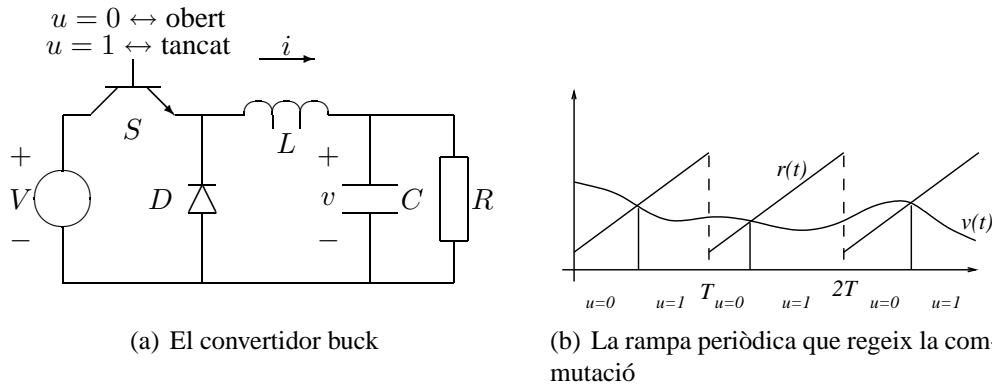 u = 0 ↔ obert
u = 1 ↔ tancat
i
S
L
+
V
−
D
+
v
−
C
R
(a) El convertidor buck
r(t)
v(t)
T
2T
u=0
u=1
u=0
u=1
u=0
u=1
(b) La rampa periòdica que regeix la com-
mutació